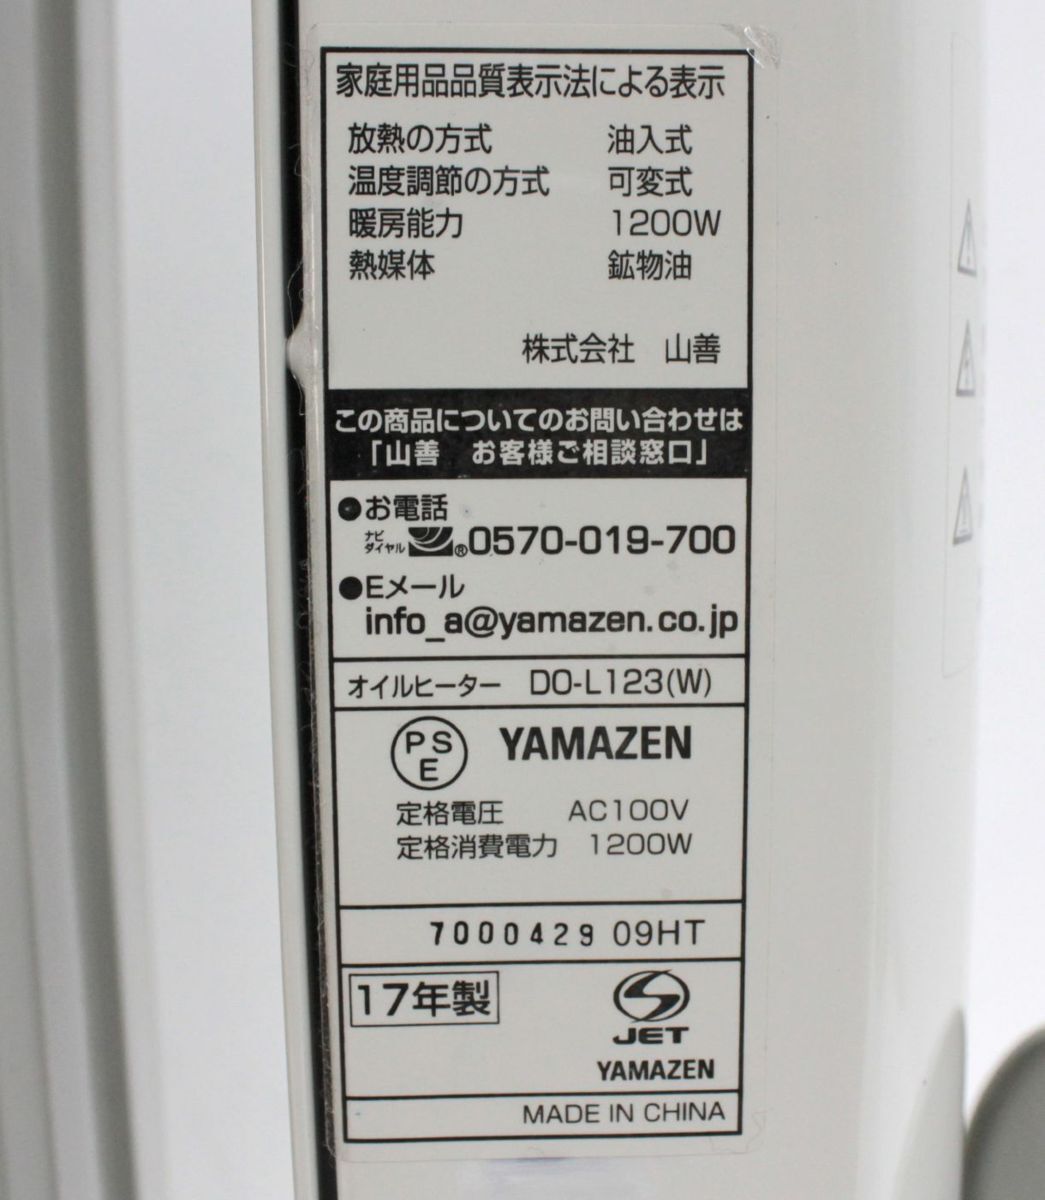 家庭用品品質表示法による表示
放熱の方式 油入式
温度調節の方式 可変式
暖房能力 1200W
熱媒体 鉱物油
株式会社 山善
この商品についてのお問い合わせは
「山善 お客様ご相談窓口」
●お電話
ナビダイヤル®0570-019-700
●Eメール
info_a@yamazen.co.jp
オイルヒーター DO-L123(W)
PSE YAMAZEN
定格電圧 AC100V
定格消費電力 1200W
7000429 09HT
17年製
JET
YAMAZEN
MADE IN CHINA